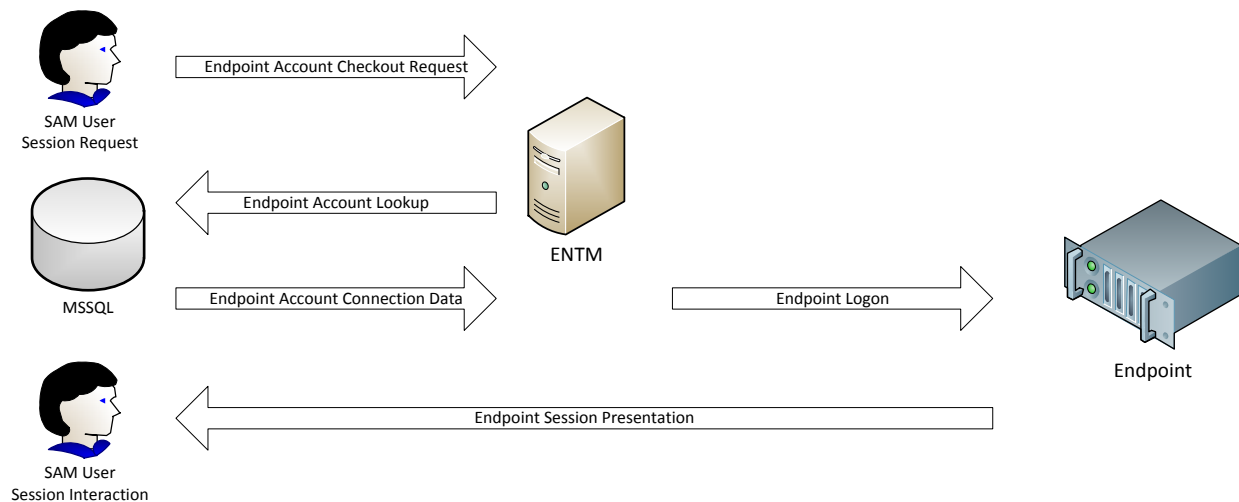 Endpoint Account Checkout Request
SAM User
Session Request
Endpoint Account Lookup
ENTM
MSSQL
Endpoint Account Connection Data
Endpoint Logon
Endpoint
Endpoint Session Presentation
SAM User
Session Interaction